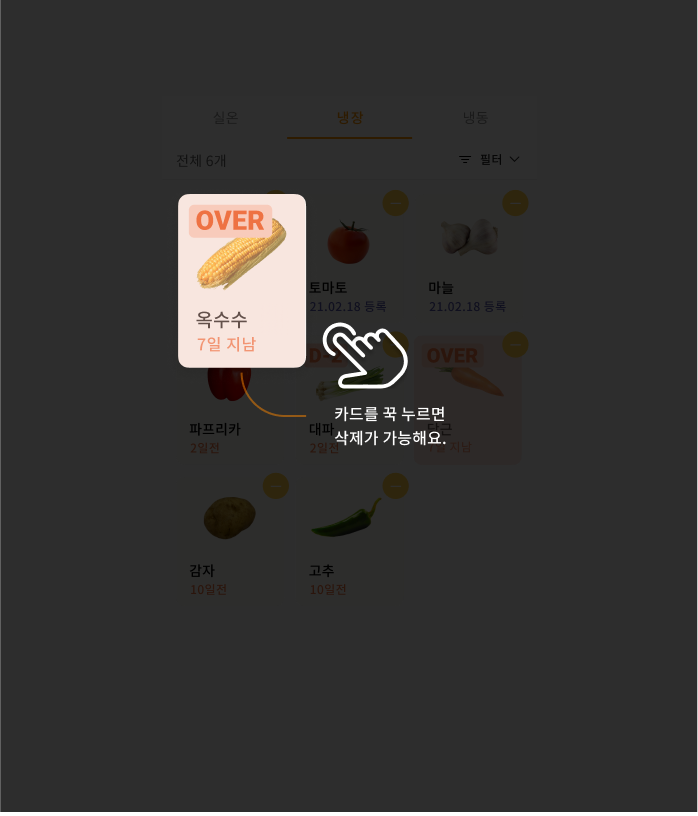 실온
냉장
냉동
전체 6개
필터
OVER
옥수수
7일 지남
토마토
21.02.18 등록
마늘
21.02.18 등록
파프리카
2일전
D-2
대파
2일전
OVER
당근
지남
카드를 꾹 누르면
삭제가 가능해요.
감자
10일전
고추
10일전